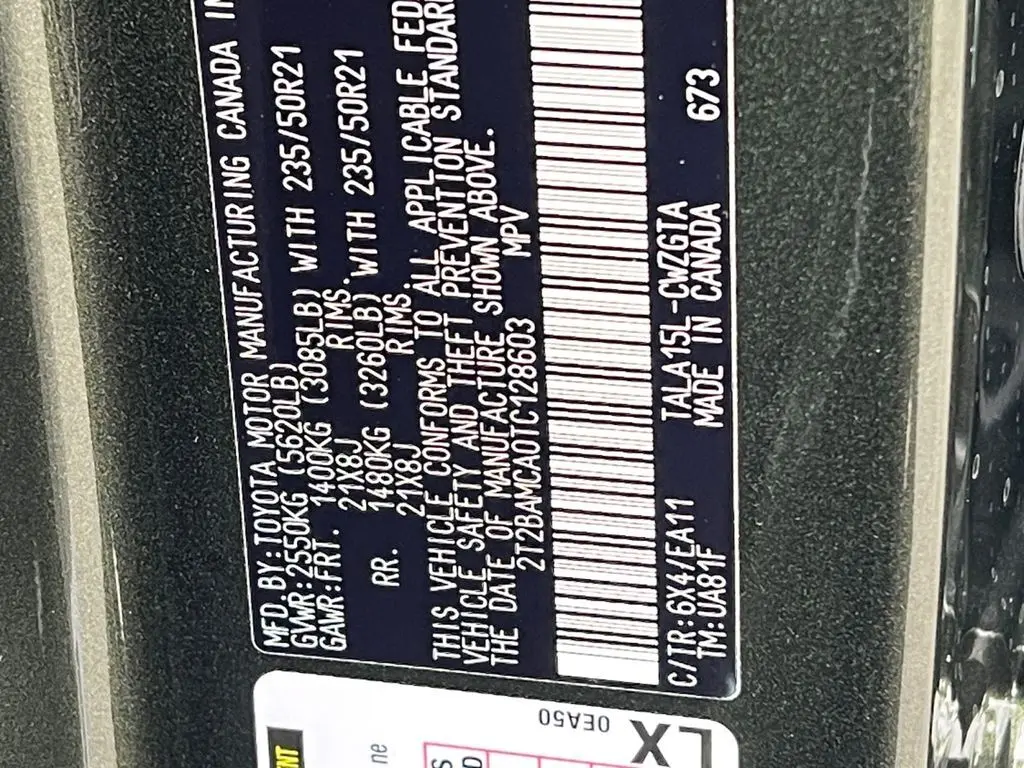 MFD.BY:TOYOTA MOTOR MANUFACTURING CANADA
GVWR:2550KG (5620LB)
GAWR:FRT. 1400KG (3085LB) WITH 235/50R21
21X8J RIMS.
RR. 1480KG (3260LB) WITH 235/50R21
21X8J RIMS.
THIS VEHICLE CONFORMS TO ALL APPLICABLE FED
VEHICLE SAFETY AND THEFT PREVENTION STANDARD
THE DATE OF MANUFACTURE SHOWN ABOVE.
2T2BAMCA0TC128603 MPV
C/TR:6X4/EA11 TALA15L-CWZGTA 673
TM:UA81F MADE IN CANADA
0EA50
LX
NT
ne
S
D